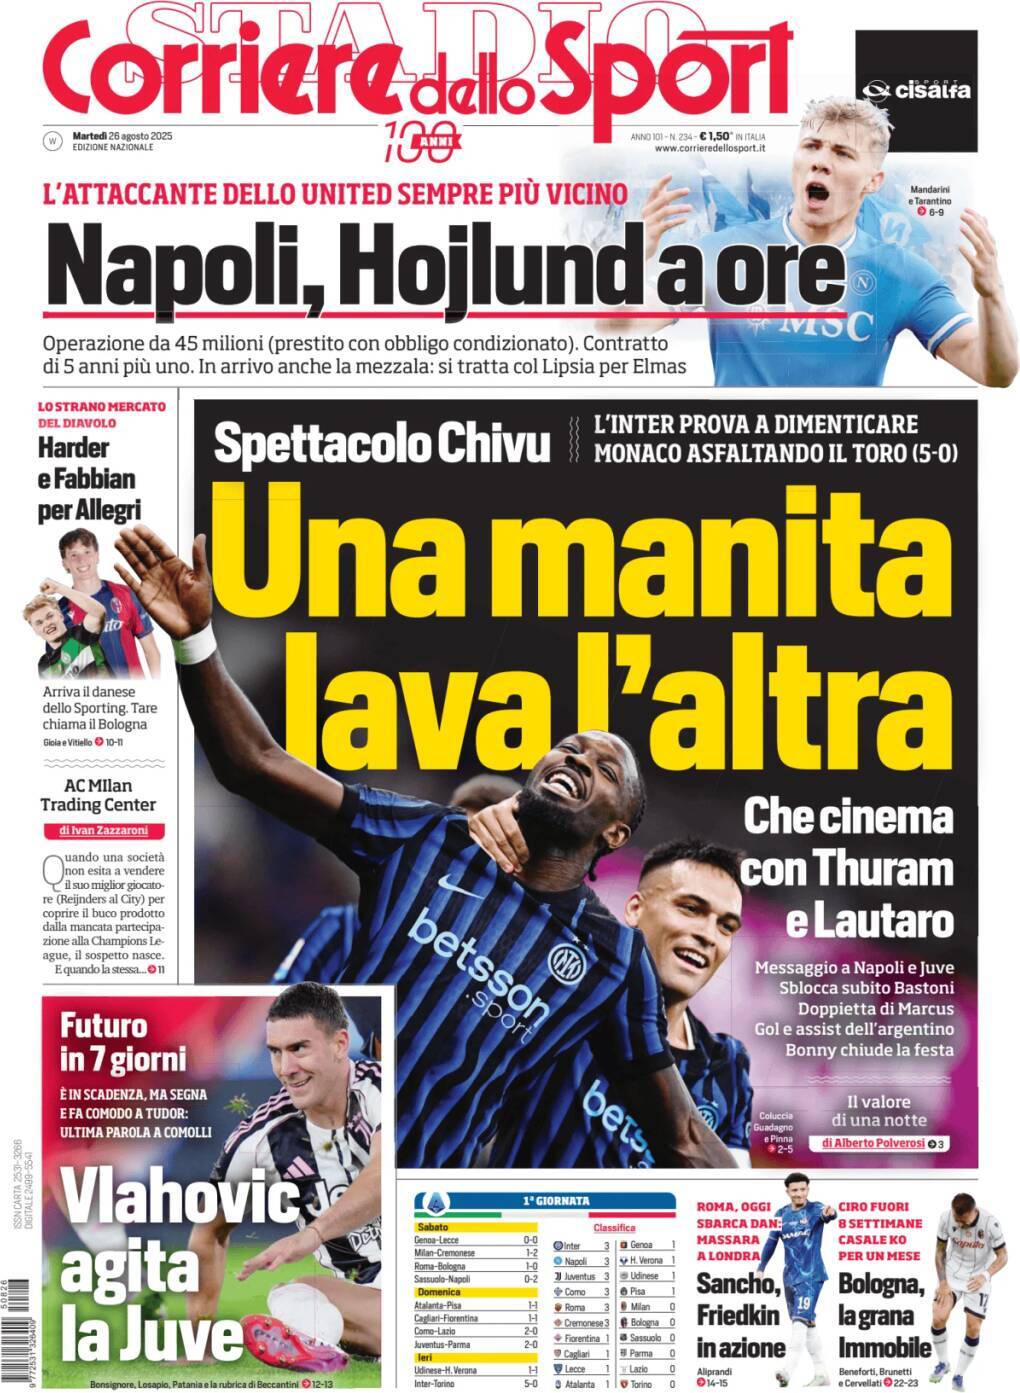 STADIO
Corriere dello Sport
100 ANNI
W
Martedì 26 agosto 2025
EDIZIONE NAZIONALE
ANNO 101 - N. 234 - € 1,50* IN ITALIA
www.corrieredellosport.it
SPORT
cisalfa
L'ATTACCANTE DELLO UNITED SEMPRE PIÙ VICINO
Napoli, Hojlund a ore
Mandarini
e Tarantino
6-9
N
MSC
Operazione da 45 milioni (prestito con obbligo condizionato). Contratto
di 5 anni più uno. In arrivo anche la mezzala: si tratta col Lipsia per Elmas
LO STRANO MERCATO
DEL DIAVOLO
Harder
e Fabbian
per Allegri
Arriva il danese
dello Sporting. Tare
chiama il Bologna
Gioia e Vitiello 10-11
AC MIlan
Trading Center
di Ivan Zazzaroni
Quando una società
non esita a vendere
il suo miglior giocato-
re (Reijnders al City) per
coprire il buco prodotto
dalla mancata partecipa-
zione alla Champions Le-
ague, il sospetto nasce.
E quando la stessa... 11
Spettacolo Chivu
L'INTER PROVA A DIMENTICARE
MONACO ASFALTANDO IL TORO (5-0)
Una manita
lava l'altra
Che cinema
con Thuram
e Lautaro
Messaggio a Napoli e Juve
Sblocca subito Bastoni
Doppietta di Marcus
Gol e assist dell'argentino
Bonny chiude la festa
Il valore
di una notte
di Alberto Polverosi 3
Coluccia
Guadagno
e Pinna
2-5
betsson
.sport
bets
Futuro
in 7 giorni
È IN SCADENZA, MA SEGNA
E FA COMODO A TUDOR:
ULTIMA PAROLA A COMOLLI
Vlahovic
agita
la Juve
Bonsignore, Losapio, Patania e la rubrica di Beccantini 12-13
ISSN CARTA 2531-3266
DIGITALE 2499-5541
50826
9 772531 326409
1ª GIORNATA
Sabato
Genoa-Lecce 0-0
Milan-Cremonese 1-2
Roma-Bologna 1-0
Sassuolo-Napoli 0-2
Domenica
Atalanta-Pisa 1-1
Cagliari-Fiorentina 1-1
Como-Lazio 2-0
Juventus-Parma 2-0
Ieri
Udinese-H. Verona 1-1
Inter-Torino 5-0
Classifica
Inter 3 Genoa 1
Napoli 3 H. Verona 1
Juventus 3 Udinese 1
Como 3 Pisa 1
Roma 3 Milan 0
Cremonese 3 Bologna 0
Fiorentina 1 Sassuolo 0
Cagliari 1 Parma 0
Lecce 1 Lazio 0
Atalanta 1 Torino 0
ROMA, OGGI
SBARCA DAN:
MASSARA
A LONDRA
Sancho,
Friedkin
in azione
Aliprandi
14-15
19
CIRO FUORI
8 SETTIMANE
CASALE KO
PER UN MESE
Bologna,
la grana
Immobile
Beneforti, Brunetti
e Cervellati 22-23
Saputo